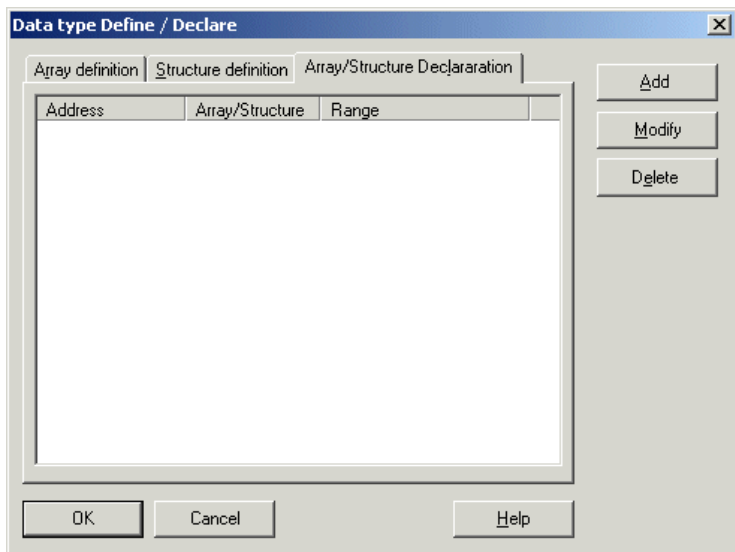 Data type Define / Declare
Array definition Structure definition Array/Structure Declararation
Add
Address Array/Structure Range
Modify
Delete
OK Cancel Help